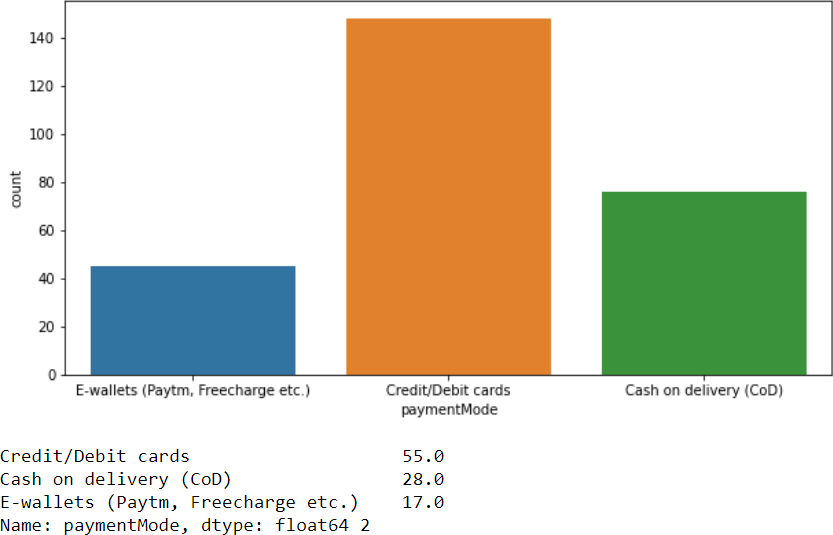 140
120
100
80
60
40
20
0
count
E-wallets (Paytm, Freecharge etc.) Credit/Debit cards Cash on delivery (CoD)
paymentMode
Credit/Debit cards 55.0
Cash on delivery (CoD) 28.0
E-wallets (Paytm, Freecharge etc.) 17.0
Name: paymentMode, dtype: float64 2